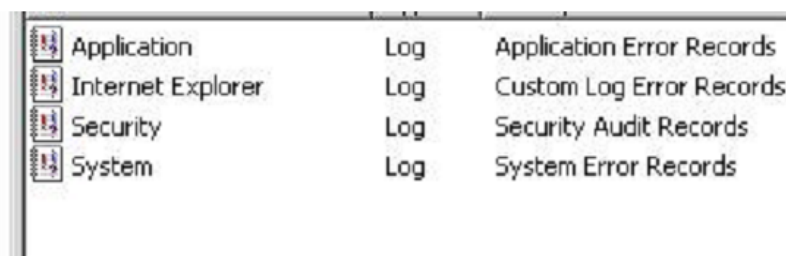 Application Log Application Error Records
Internet Explorer Log Custom Log Error Records
Security Log Security Audit Records
System Log System Error Records